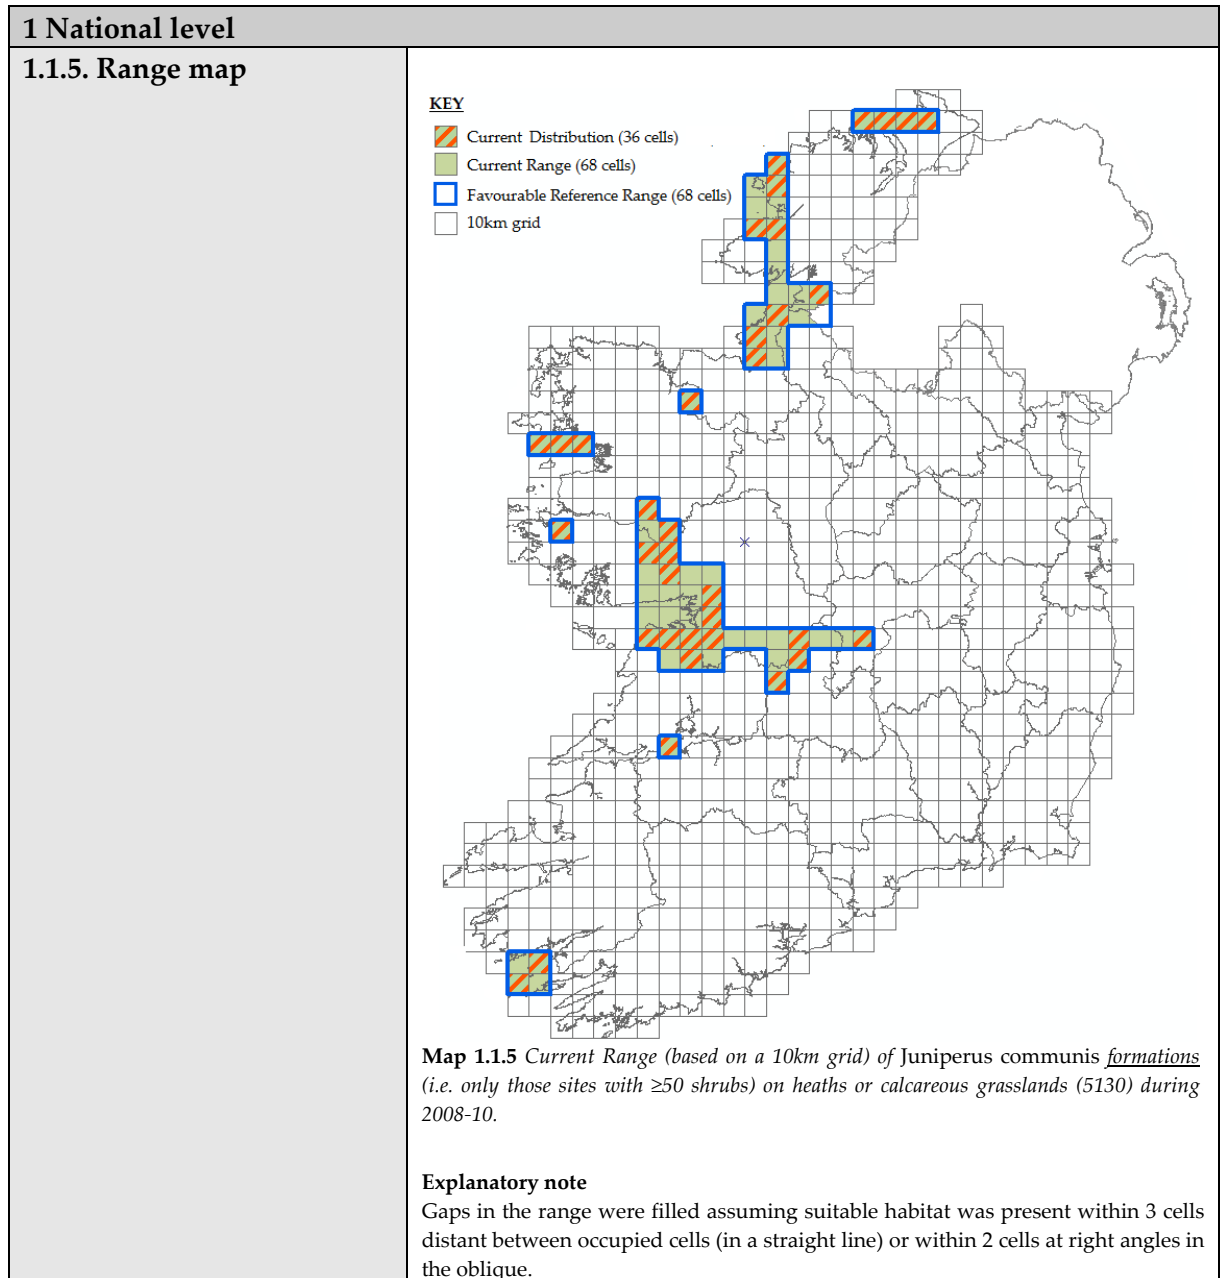 1 National level
1.1.5. Range map
KEY
Current Distribution (36 cells)
Current Range (68 cells)
Favourable Reference Range (68 cells)
10km grid
Map 1.1.5 Current Range (based on a 10km grid) of Juniperus communis formations
(i.e. only those sites with ≥50 shrubs) on heaths or calcareous grasslands (5130) during
2008-10.
Explanatory note
Gaps in the range were filled assuming suitable habitat was present within 3 cells
distant between occupied cells (in a straight line) or within 2 cells at right angles in
the oblique.